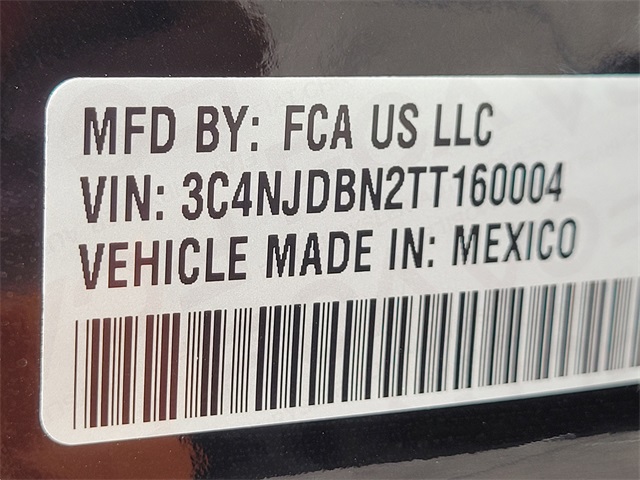 MFD BY: FCA US LLC
VIN: 3C4NJDBN2TT160004
VEHICLE MADE IN: MEXICO